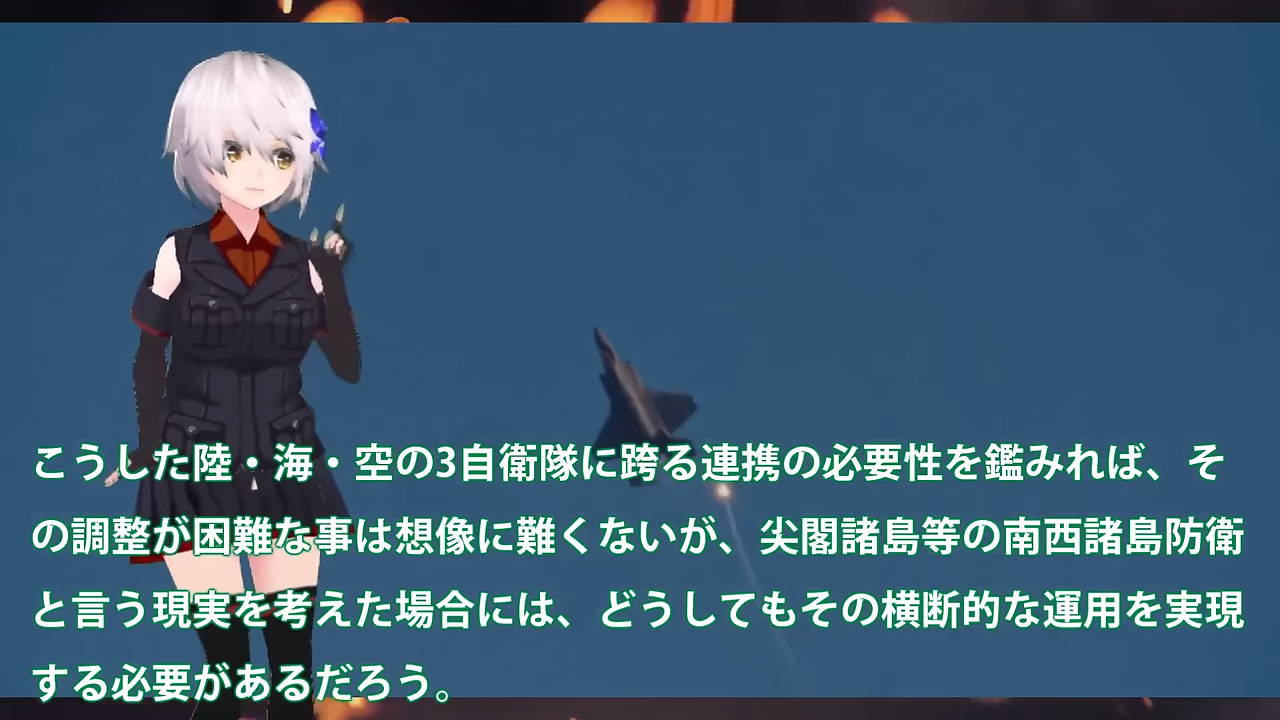 こうした陸・海・空の3自衛隊に跨る連携の必要性を鑑みれば、そ
の調整が困難な事は想像に難くないが、尖閣諸島等の南西諸島防衛
と言う現実を考えた場合には、どうしてもその横断的な運用を実現
する必要があるだろう。